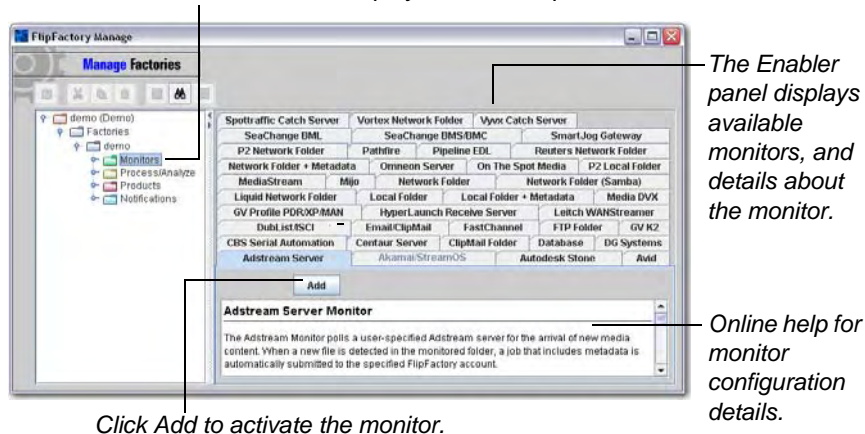 FlipFactory Manage
Manage Factories
The Enabler
panel displays
available
monitors, and
details about
the monitor.
demo (Demo)
Factories
demo
Monitors
Process/Analyze
Products
Notifications
Spottraffic Catch Server Vortex Network Folder Vyvx Catch Server
SeaChange BML SeaChange BMS/BMC SmartJog Gateway
P2 Network Folder Pathfire Pipeline EDL Reuters Network Folder
Network Folder + Metadata Omneon Server On The Spot Media P2 Local Folder
MediaStream Mijo Network Folder Network Folder (Samba)
Liquid Network Folder Local Folder Local Folder + Metadata Media DVX
GV Profile PDR/XP/MAN HyperLaunch Receive Server Leitch WANStreamer
DubList/ISCI Email/ClipMail FastChannel FTP Folder GV K2
CBS Serial Automation Centaur Server ClipMail Folder Database DG Systems
Adstream Server Akamai/StreamOS Autodesk Stone Avid
Add
Adstream Server Monitor
The Adstream Monitor polls a user-specified Adstream server for the arrival of new media
content. When a new file is detected in the monitored folder, a job that includes metadata is
automatically submitted to the specified FlipFactory account.
Online help for
monitor
configuration
details.
Click Add to activate the monitor.